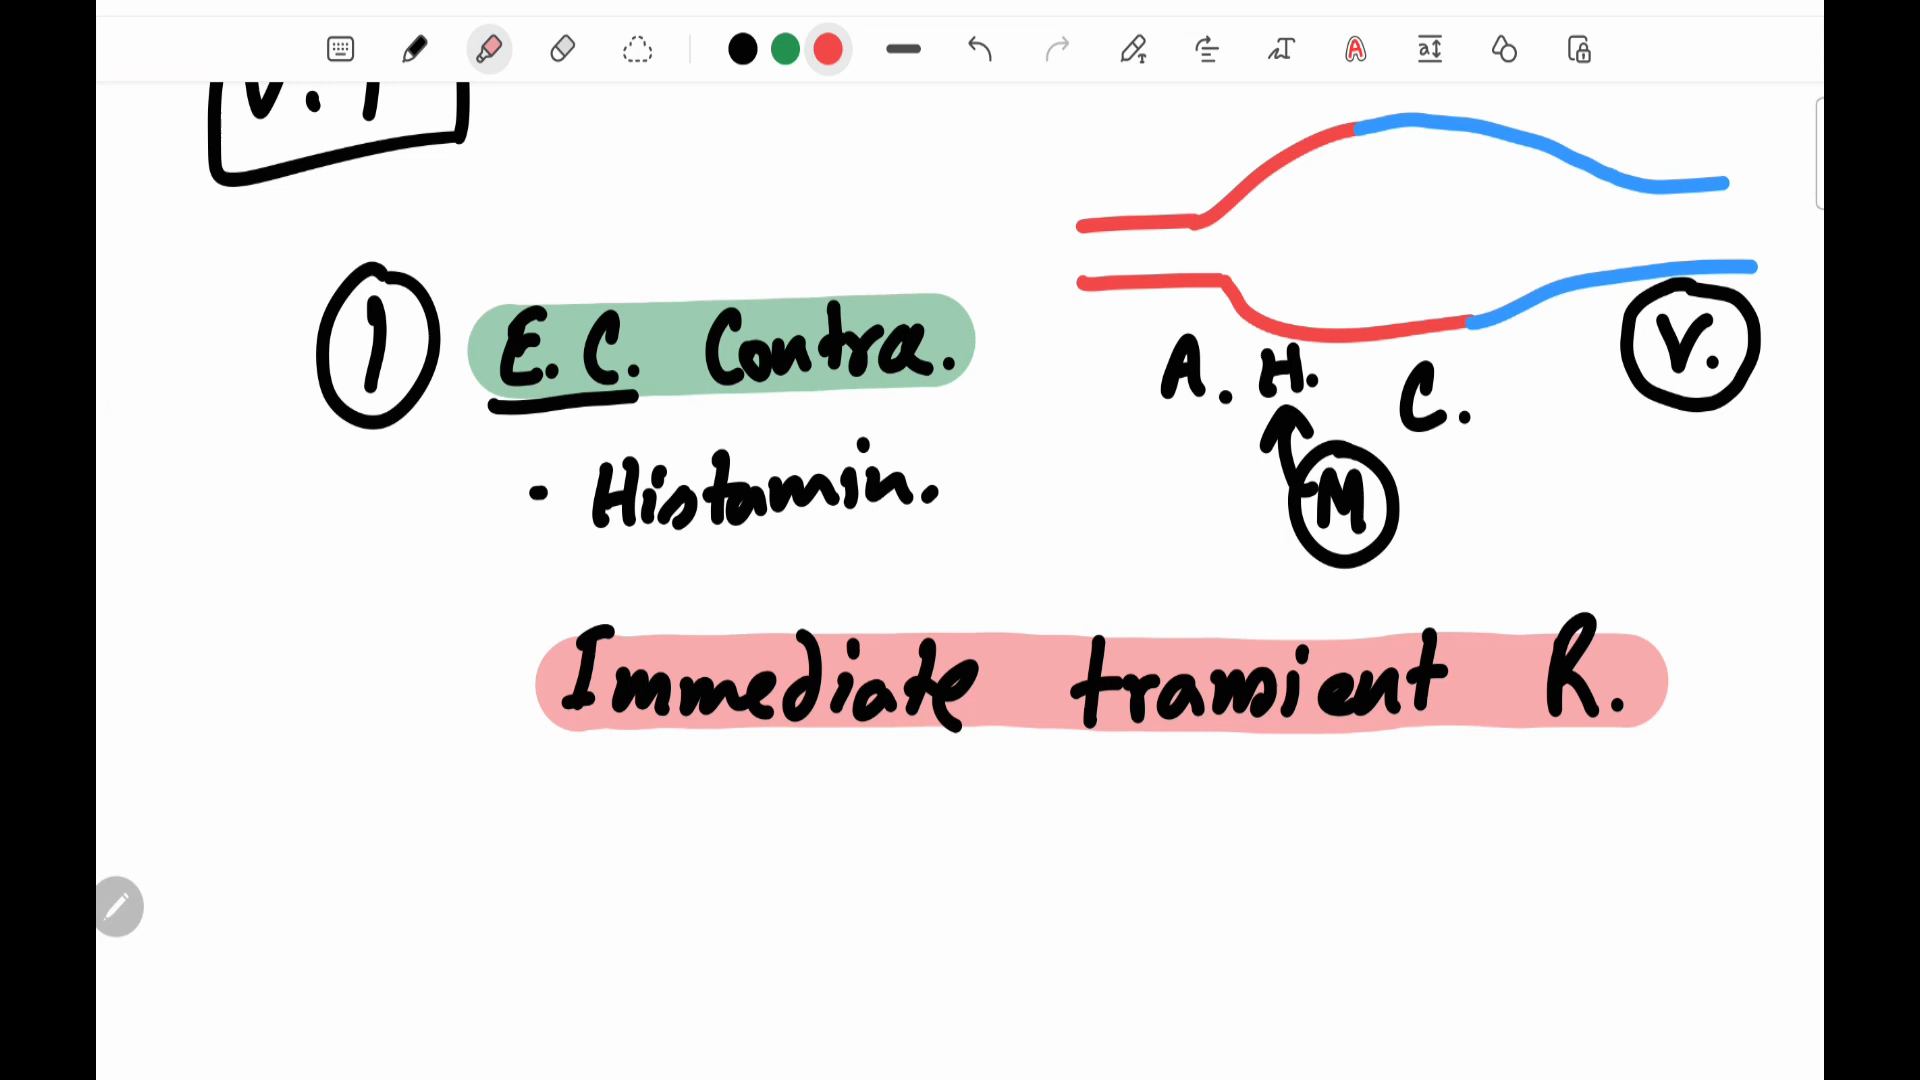 V. P
1 E. C. Contra.
A. H. C. V.
- Histamin.
M
Immediate transient R.